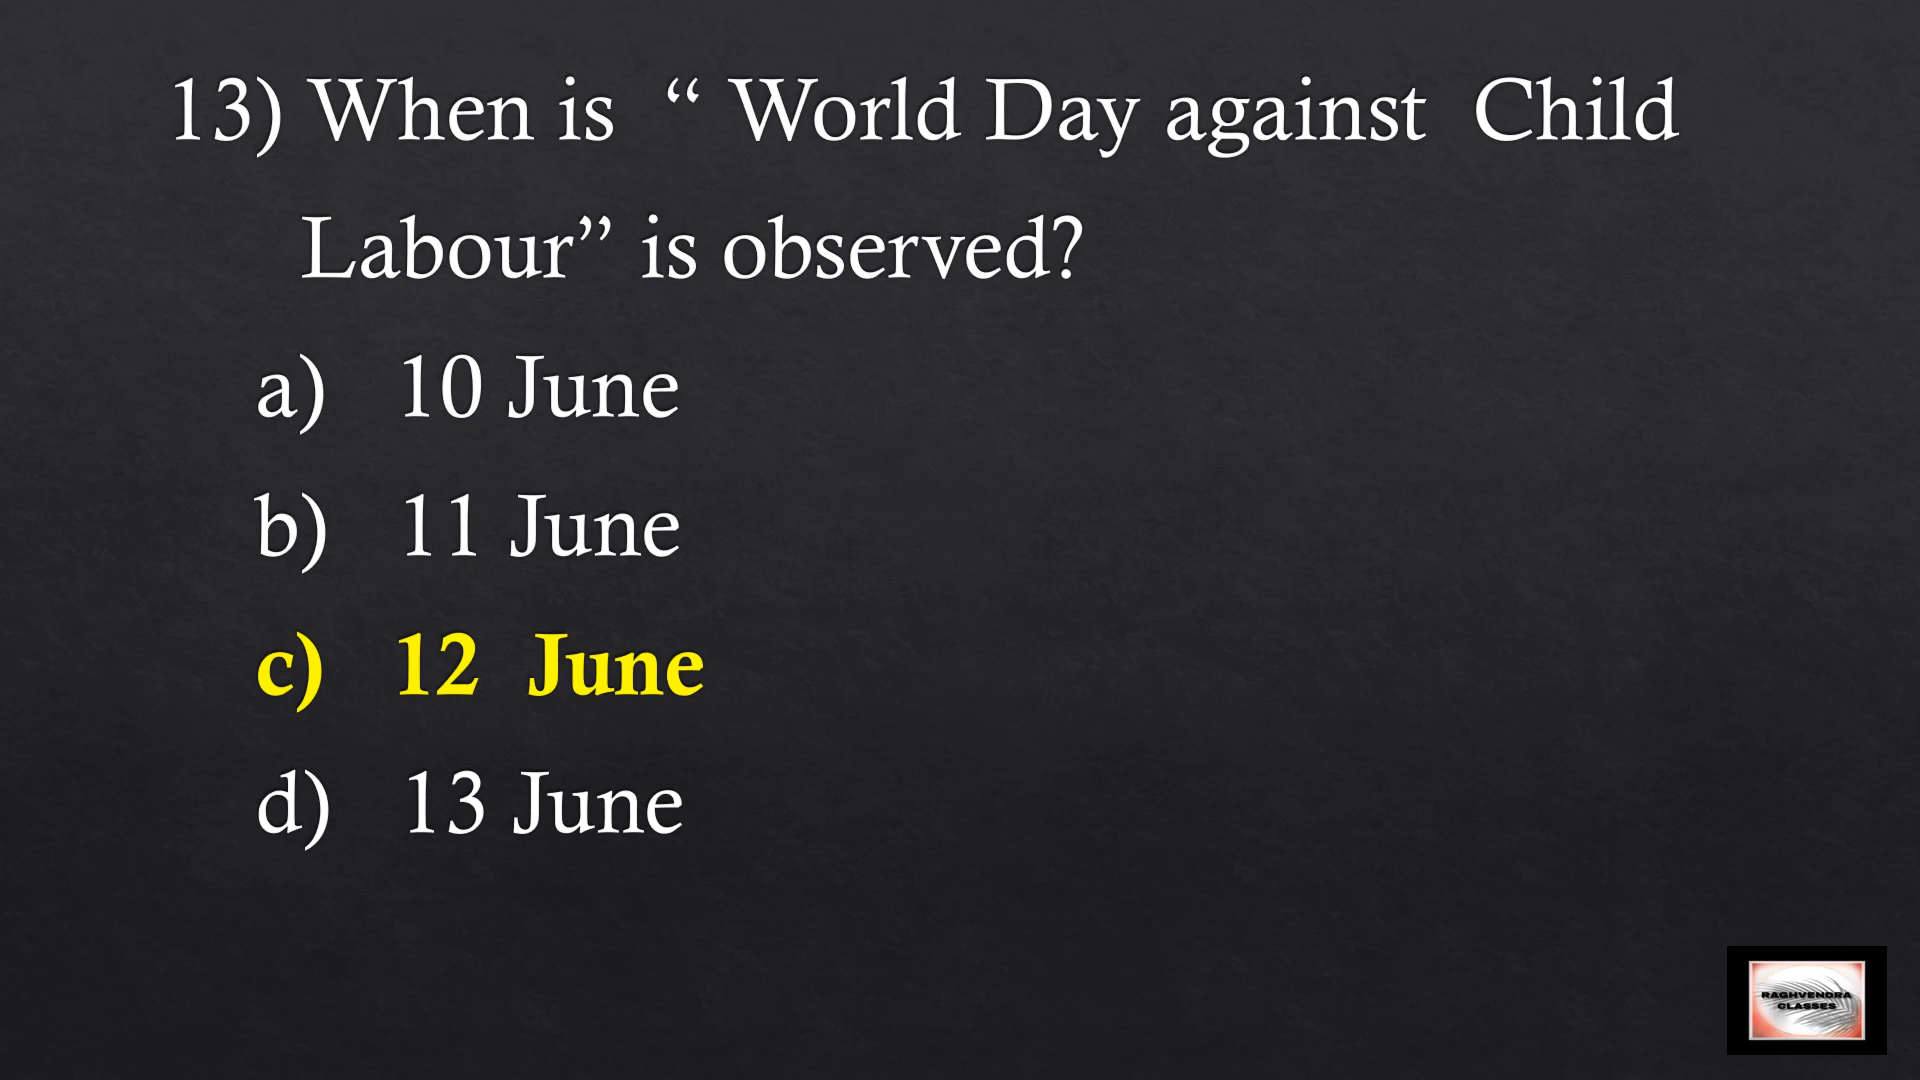 13) When is “ World Day against Child
Labour” is observed?
a) 10 June
b) 11 June
c) 12 June
d) 13 June
RAGHVENDRA
CLASSES